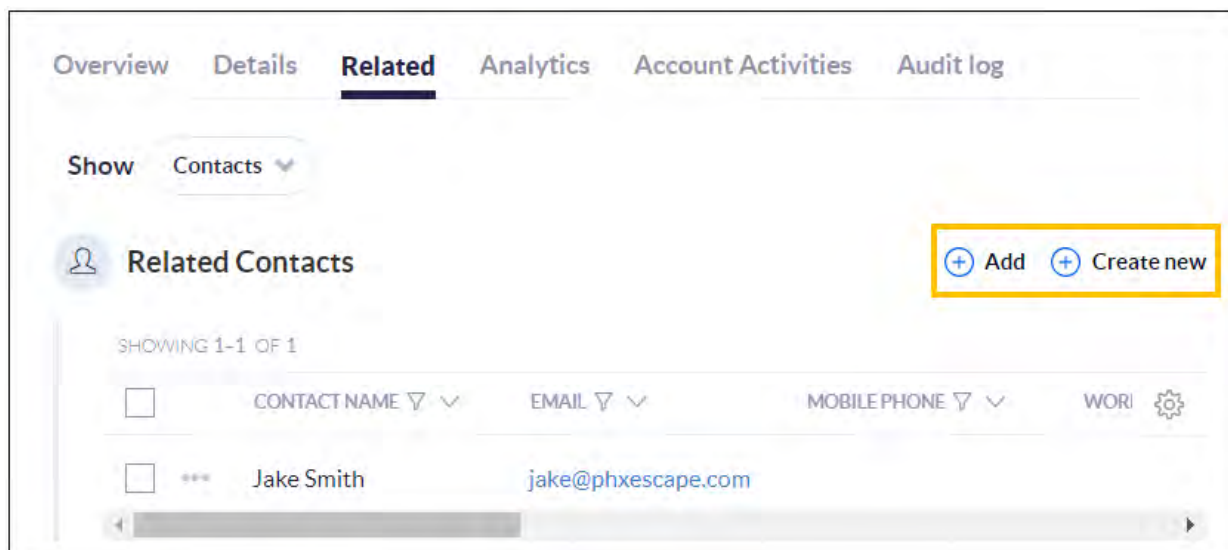 Overview Details Related Analytics Account Activities Audit log
Show Contacts
Related Contacts Add Create new
SHOWING 1-1 OF 1
CONTACT NAME EMAIL MOBILE PHONE WORI
Jake Smith jake@phxescape.com